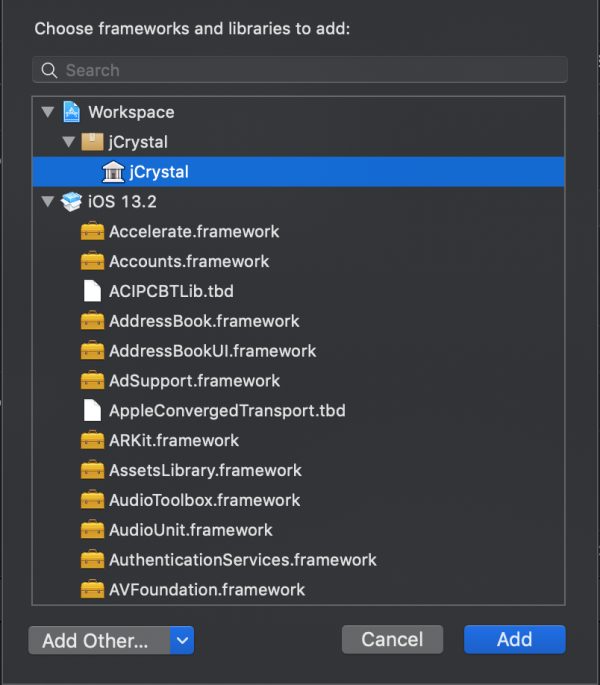 Choose frameworks and libraries to add:
Search
Workspace
jCrystal
jCrystal
iOS 13.2
Accelerate.framework
Accounts.framework
ACIPCBTLib.tbd
AddressBook.framework
AddressBookUI.framework
AdSupport.framework
AppleConvergedTransport.tbd
ARKit.framework
AssetsLibrary.framework
AudioToolbox.framework
AudioUnit.framework
AuthenticationServices.framework
AVFoundation.framework
Add Other... Cancel Add